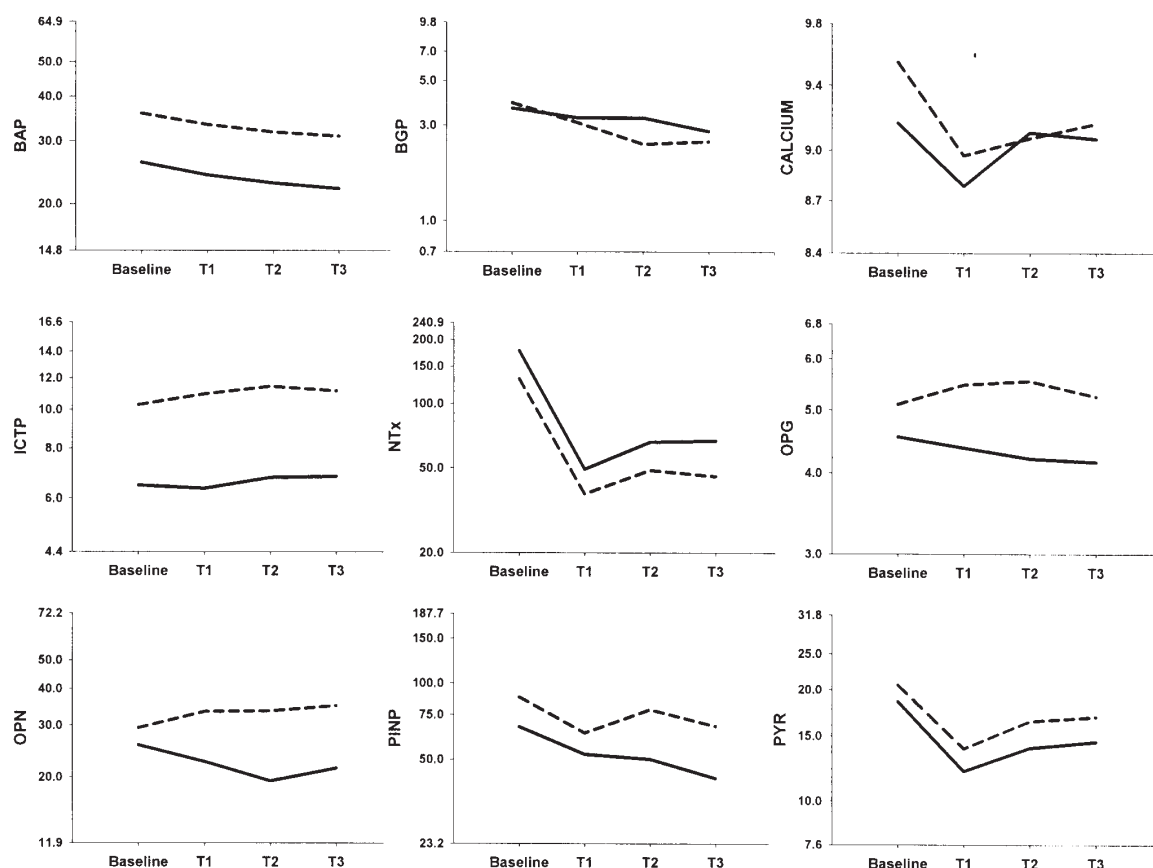 BAP
64.9
50.0
40.0
30.0
20.0
14.8
Baseline T1 T2 T3
BGP
9.8
7.0
5.0
3.0
1.0
0.7
Baseline T1 T2 T3
CALCIUM
9.8
9.4
9.0
8.7
8.4
Baseline T1 T2 T3
ICTP
16.6
14.0
12.0
10.0
8.0
6.0
4.4
Baseline T1 T2 T3
NTx
240.9
200.0
150.0
100.0
50.0
20.0
Baseline T1 T2 T3
OPG
6.8
6.0
5.0
4.0
3.0
Baseline T1 T2 T3
OPN
72.2
50.0
40.0
30.0
20.0
11.9
Baseline T1 T2 T3
PINP
187.7
150.0
100.0
75.0
50.0
23.2
Baseline T1 T2 T3
PYR
31.8
25.0
20.0
15.0
10.0
7.6
Baseline T1 T2 T3